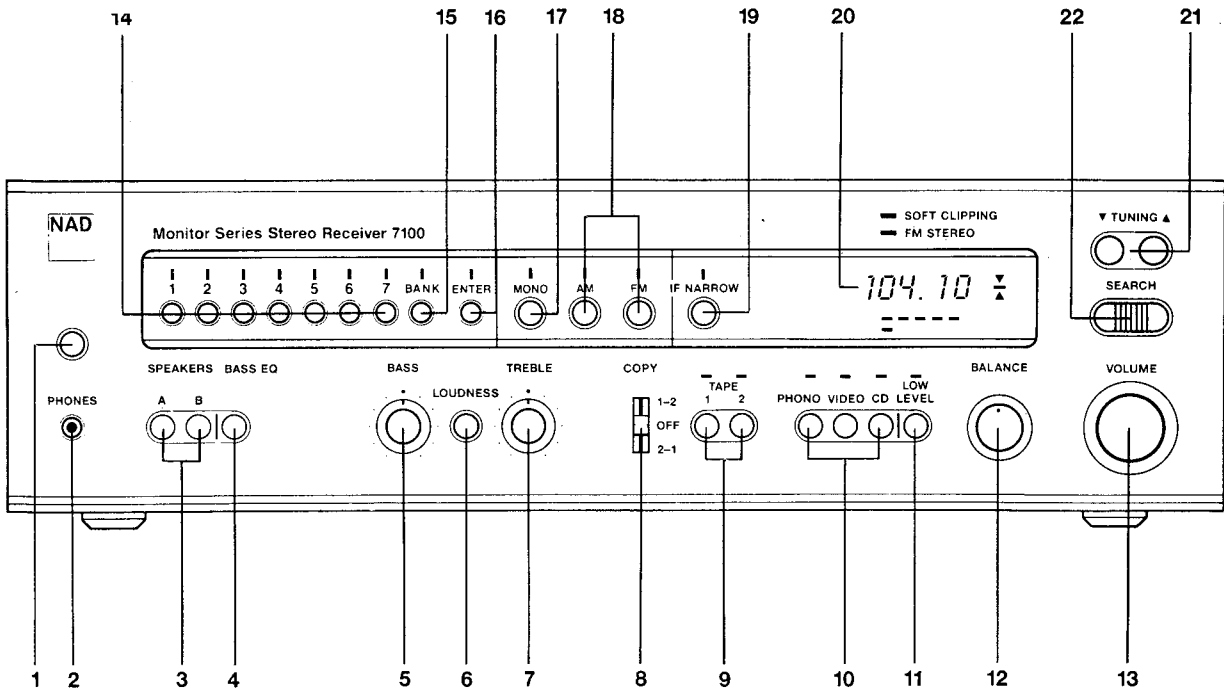 14 15 16 17 18 19 20 22 21
NAD
Monitor Series Stereo Receiver 7100
SOFT CLIPPING
FM STEREO
▼ TUNING ▲
1 2 3 4 5 6 7 BANK ENTER MONO AM FM IF NARROW
104.10
SEARCH
SPEAKERS BASS EQ BASS TREBLE COPY BALANCE VOLUME
LOUDNESS
PHONES
A B
1-2
OFF
2-1
TAPE
1 2
PHONO VIDEO CD LOW LEVEL
1 2 3 4 5 6 7 8 9 10 11 12 13